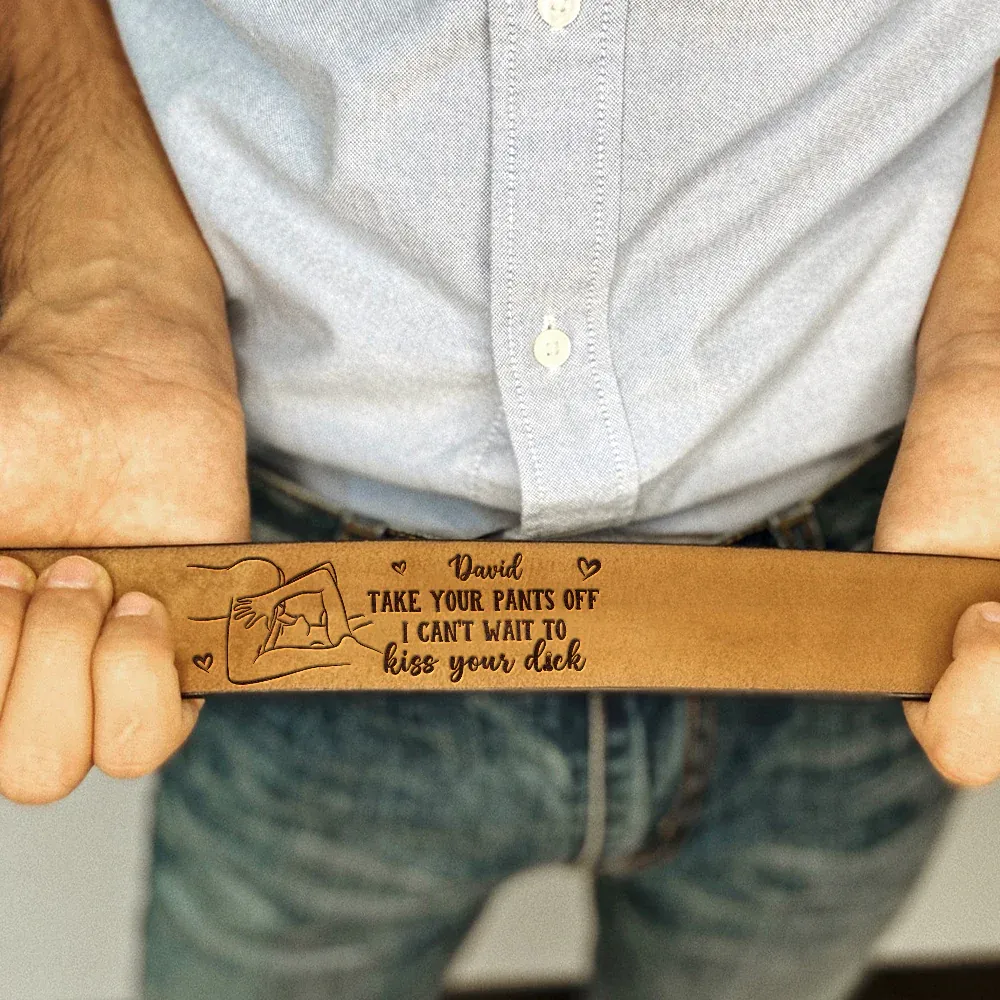 David
TAKE YOUR PANTS OFF
I CAN'T WAIT TO
kiss your dick